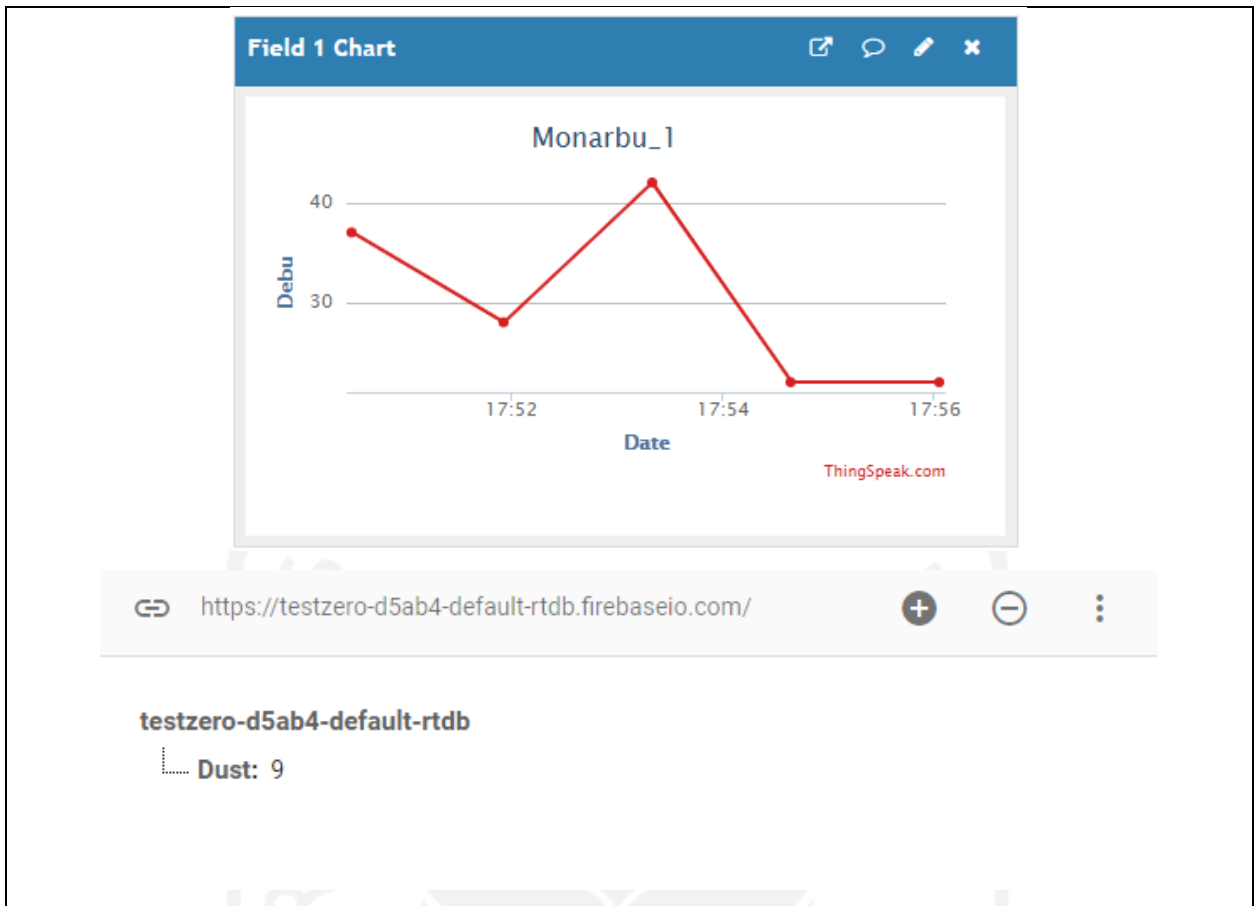 Field 1 Chart
Monarbu_1
40
Debu
30
17:52 17:54 17:56
Date
ThingSpeak.com
https://testzero-d5ab4-default-rtdb.firebaseio.com/
testzero-d5ab4-default-rtdb
Dust: 9